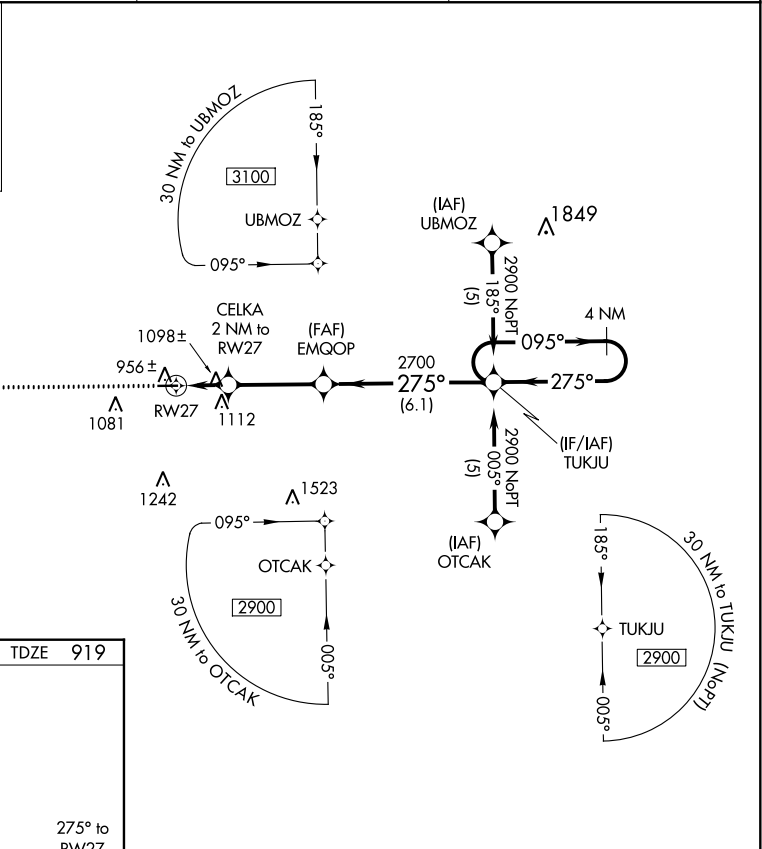 30 NM to UBMOZ
185°
3100
UBMOZ
095°
(IAF)
UBMOZ
1849
2900 NoPT
185°
(5)
4 NM
095°
275°
CELKA
2 NM to
RW27
1098±
(FAF)
EMQOP
956±
2700
275°
(6.1)
RW27
1081
1112
(IF/IAF)
TUKJU
2900 NoPT
005°
(5)
1242
1523
095°
(IAF)
OTCAK
OTCAK
2900
005°
30 NM to OTCAK
185°
30 NM to TUKJU (NoPT)
TUKJU
2900
005°
TDZE 919
275° to
RW27